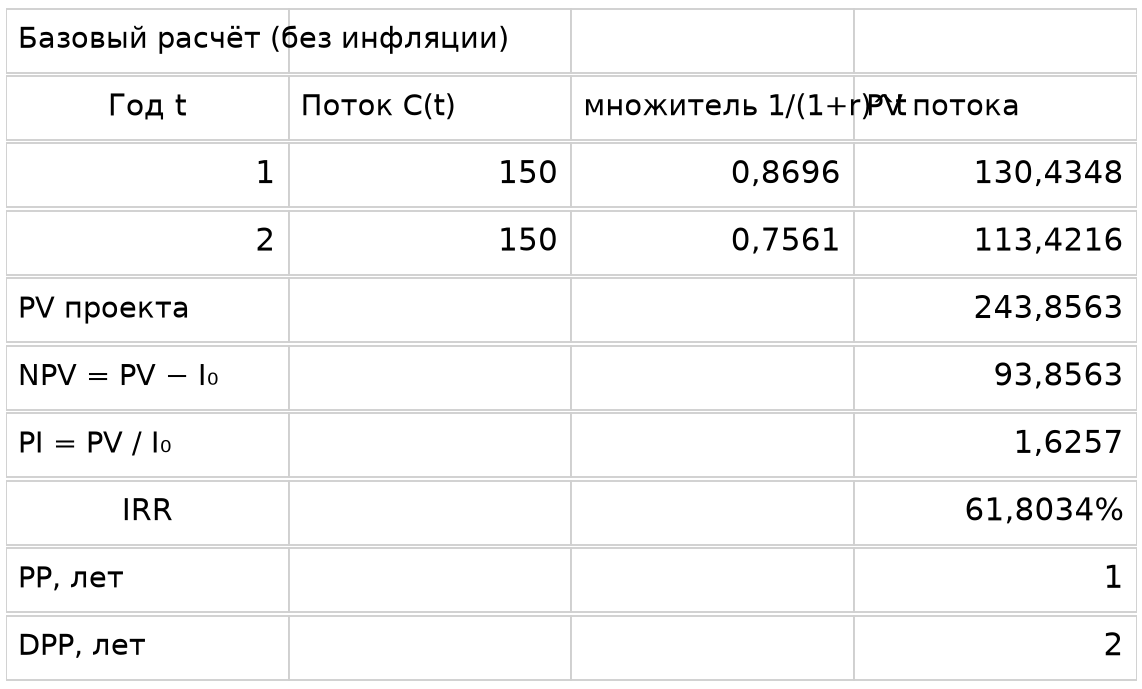 Базовый расчёт (без инфляции)
Год t Поток C(t) множитель 1/(1+r)^t PV потока
1 150 0,8696 130,4348
2 150 0,7561 113,4216
PV проекта 243,8563
NPV = PV − I₀ 93,8563
PI = PV / I₀ 1,6257
IRR 61,8034%
PP, лет 1
DPP, лет 2